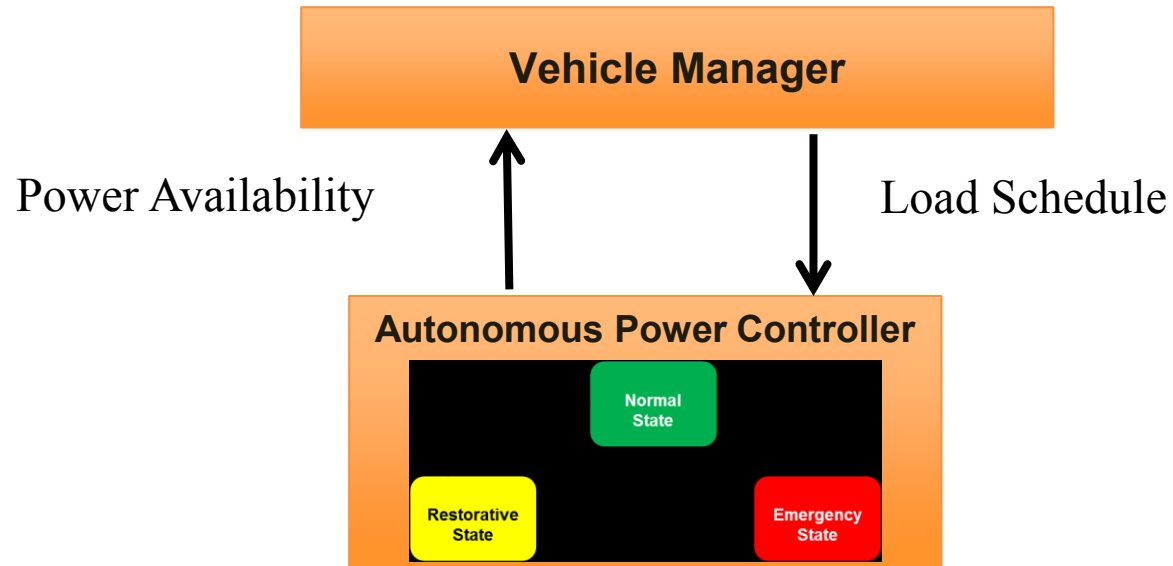 Vehicle Manager
Power Availability
Load Schedule
Autonomous Power Controller
Normal
State
Restorative
State
Emergency
State